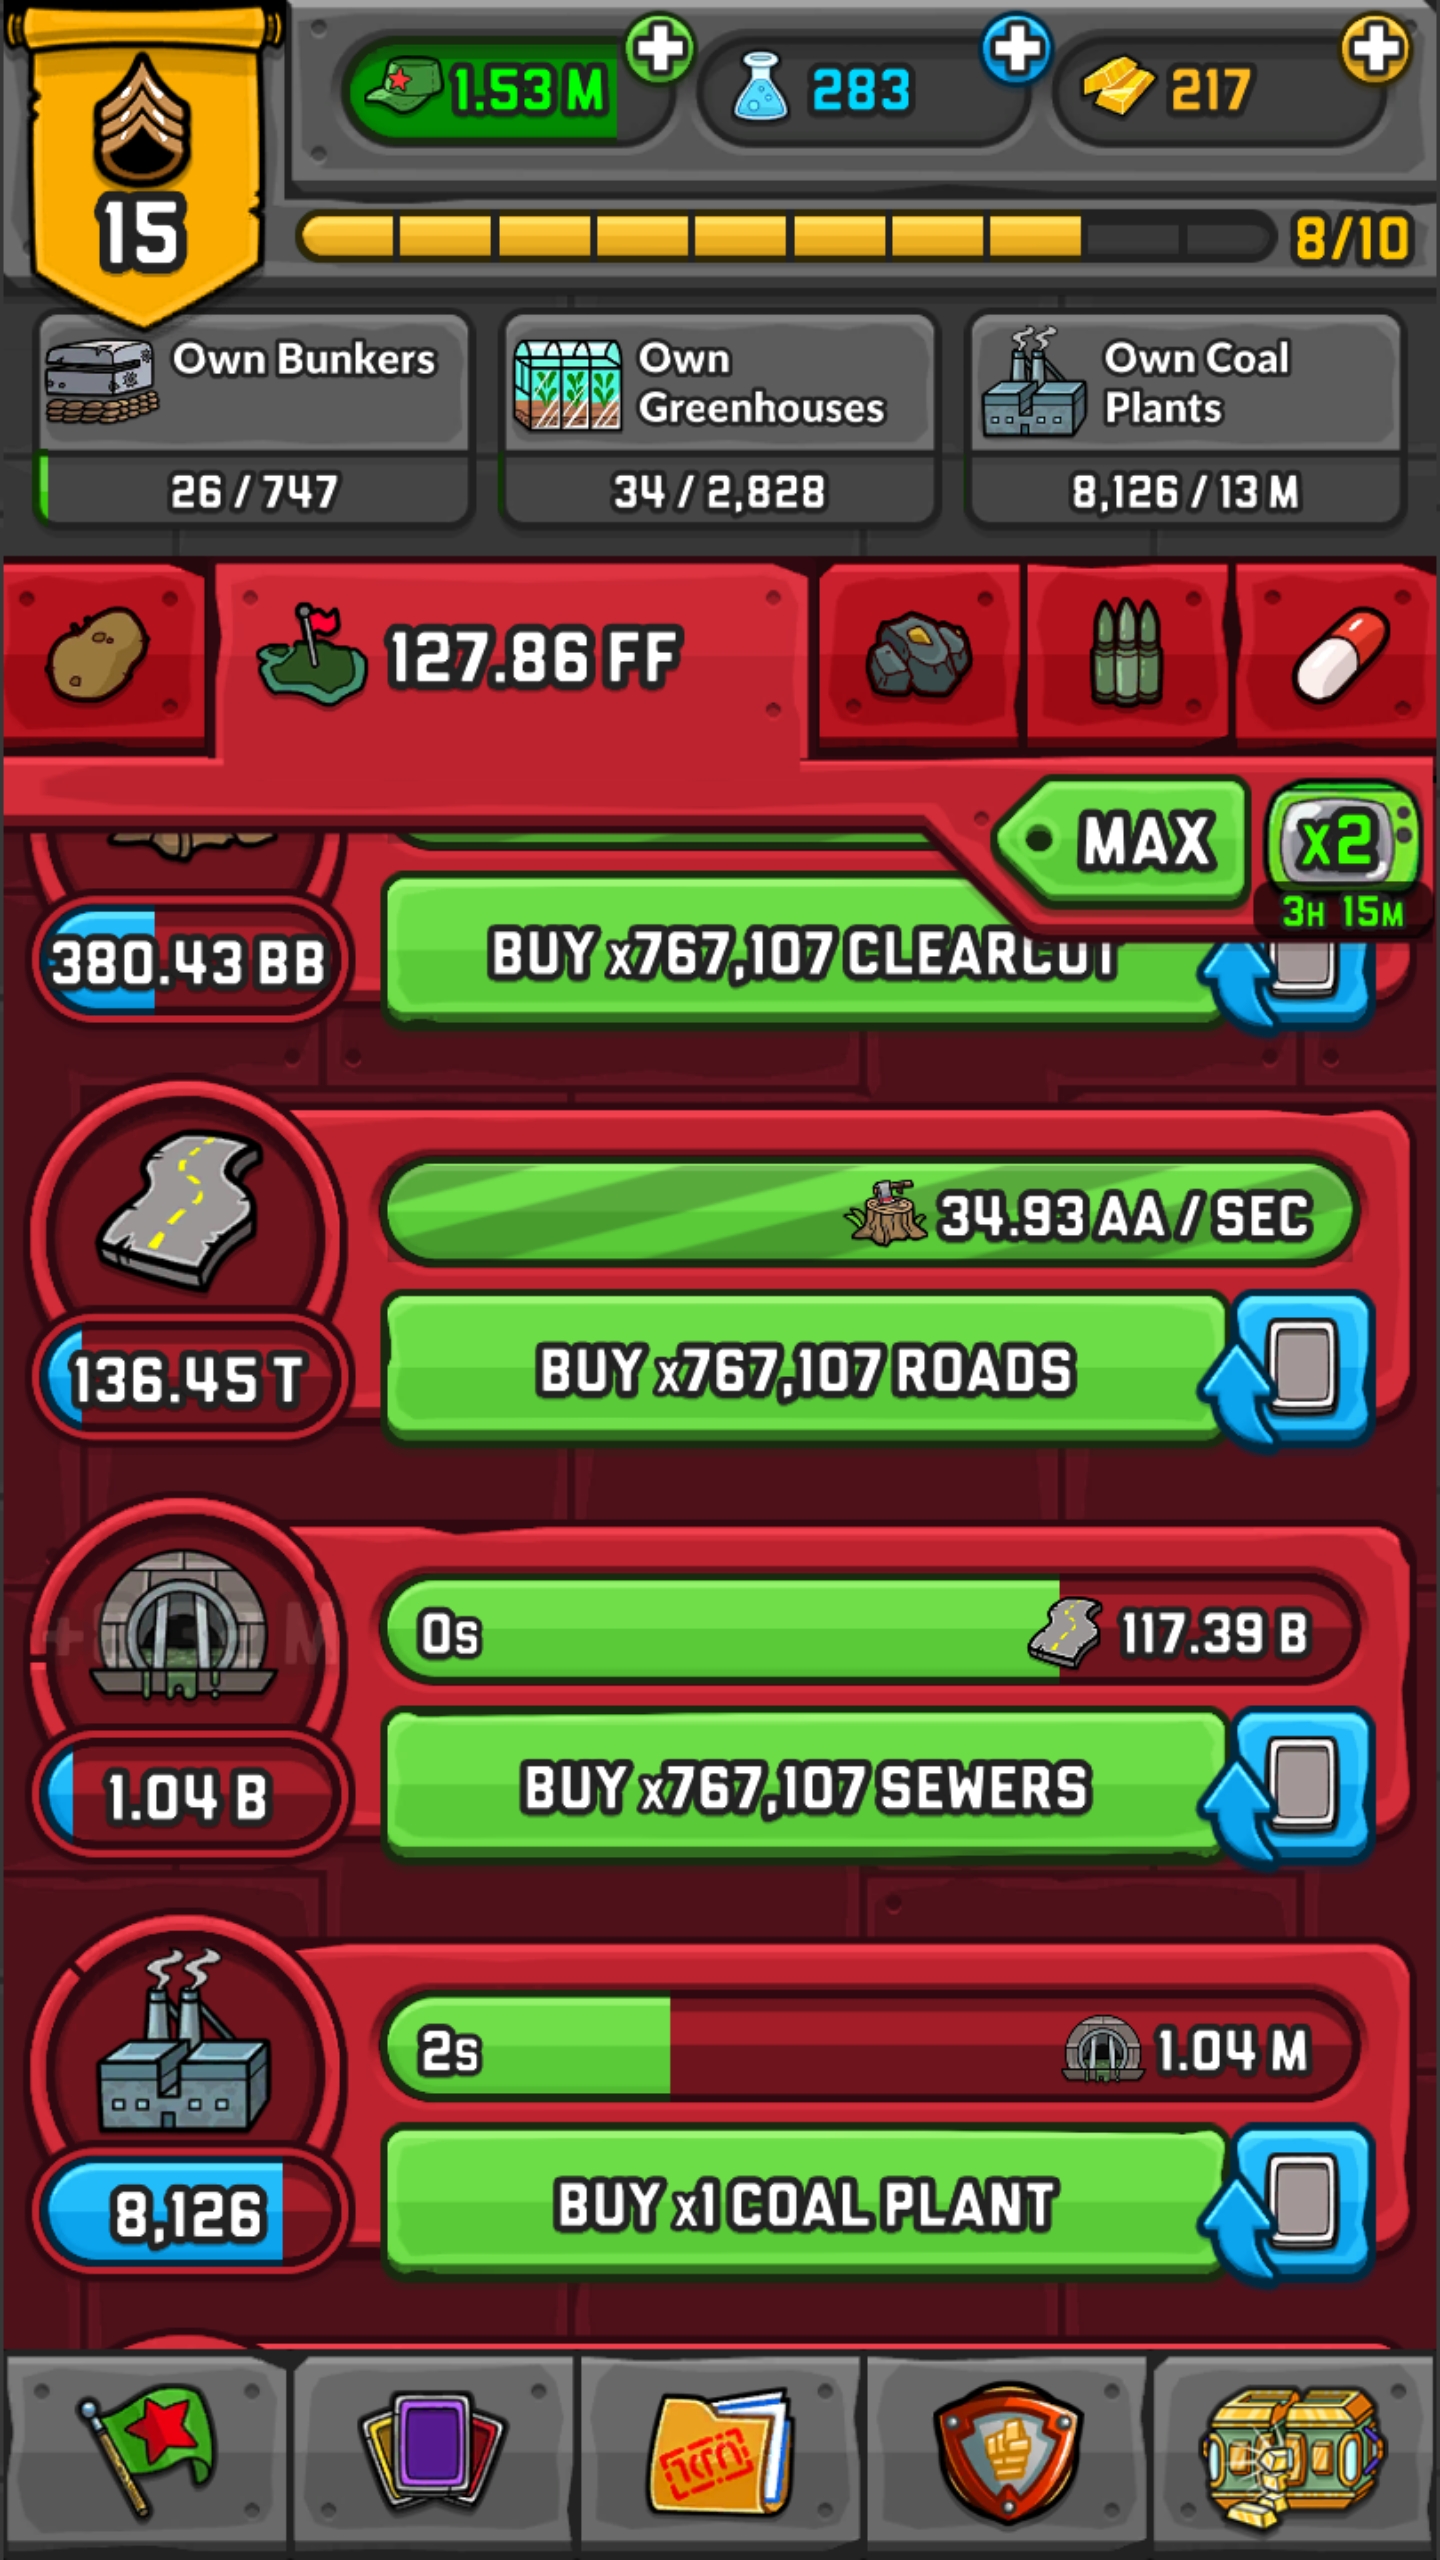 1.53 M
283
217
15
8/10
Own Bunkers
26 / 747
Own
Greenhouses
34 / 2,828
Own Coal
Plants
8,126 / 13 M
127.86 FF
MAX
x2
3H 15M
380.43 BB
BUY x767,107 CLEARCUT
34.93 AA / SEC
136.45 T
BUY x767,107 ROADS
0s
117.39 B
1.04 B
BUY x767,107 SEWERS
2s
1.04 M
8,126
BUY x1 COAL PLANT